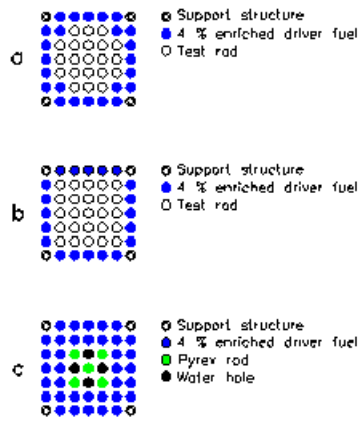 Support structure
4 % enriched driver fuel
Test rod
a
Support structure
4 % enriched driver fuel
Test rod
b
Support structure
4 % enriched driver fuel
Pyrex rod
Water hole
c